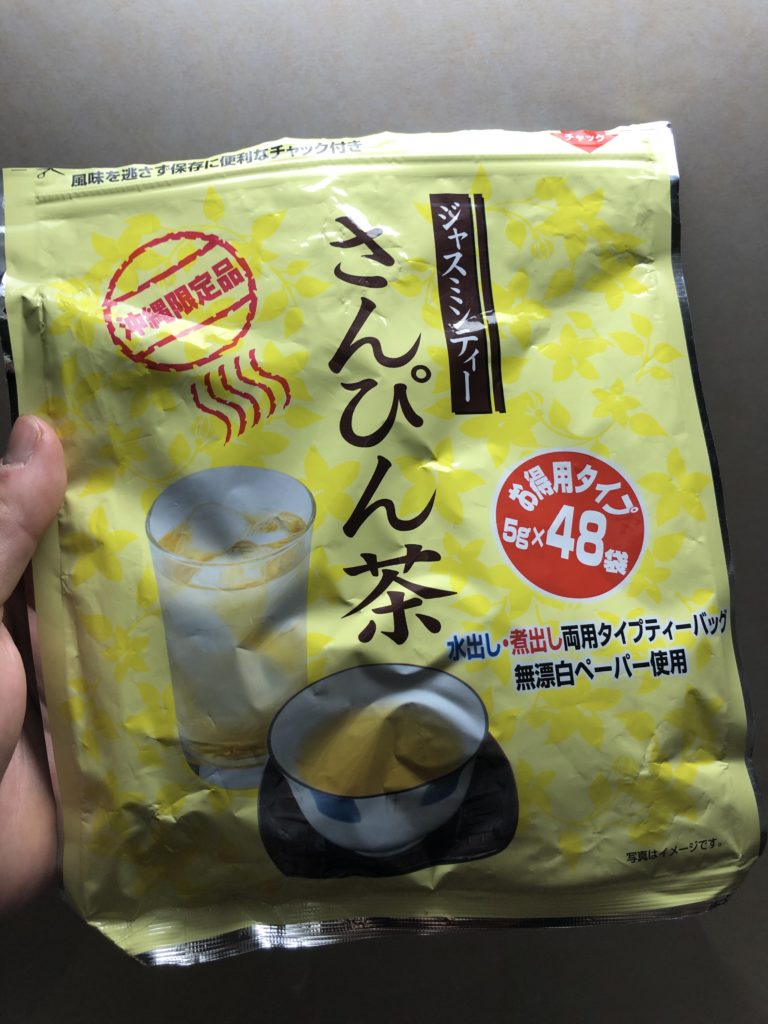 チャック
風味を逃さず保存に便利なチャック付き
ジャスミンティー
さんぴん茶
沖縄限定品
お得用タイプ
5g×48袋
水出し・煮出し両用タイプティーバッグ
無漂白ペーパー使用
写真はイメージです。